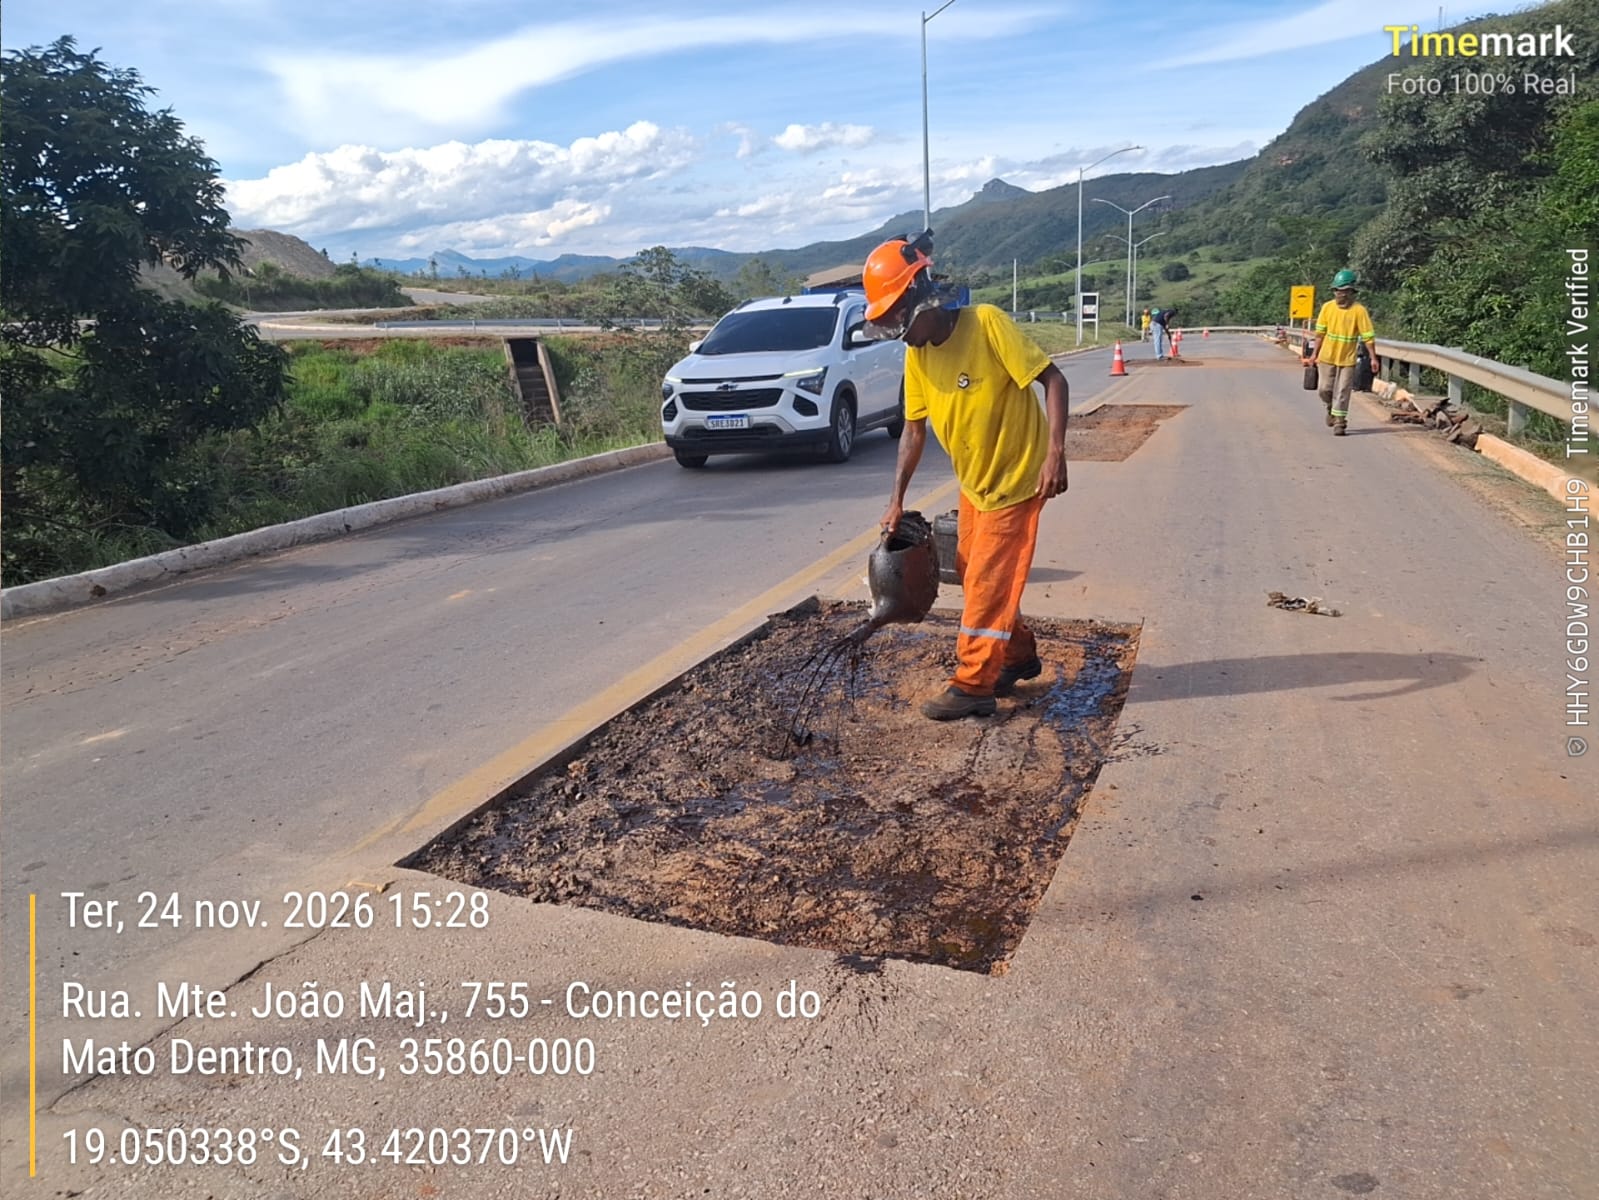 Timemark
Foto 100% Real
SRE3D21
Ter, 24 nov. 2026 15:28
Rua. Mte. João Maj., 755 - Conceição do
Mato Dentro, MG, 35860-000
19.050338°S, 43.420370°W
HHY6GDW9CHB1H9 Timemark Verified